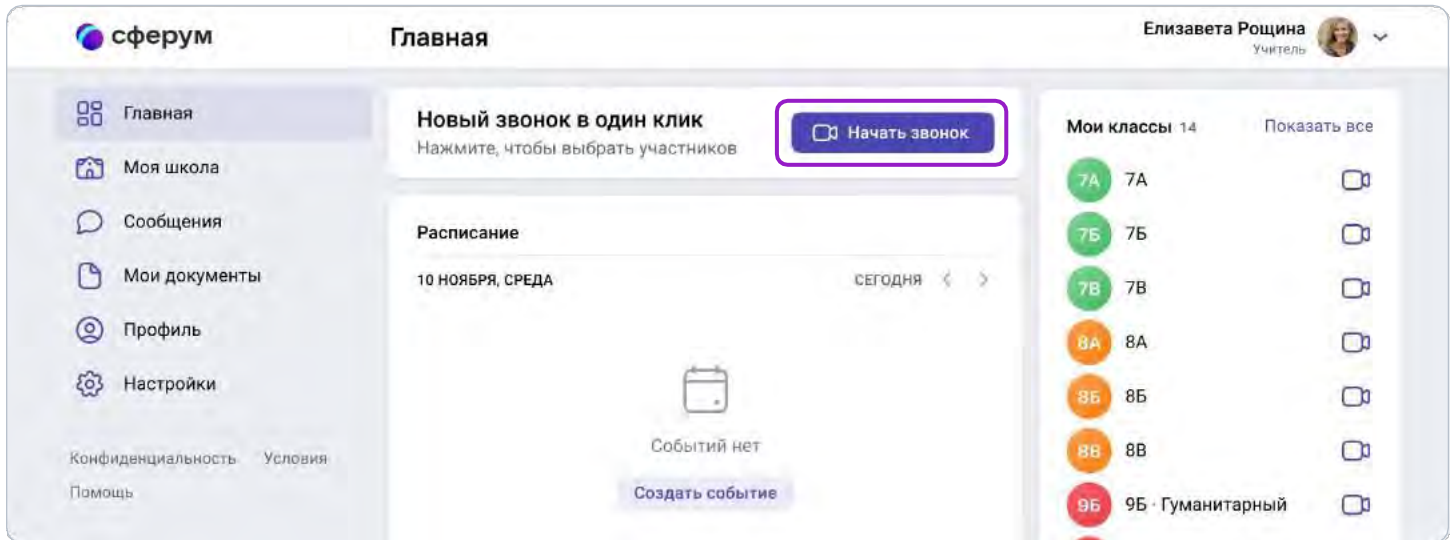 сферум
Главная
Елизавета Рощина
Учитель
Главная
Моя школа
Сообщения
Мои документы
Профиль
Настройки
Конфиденциальность Условия
Помощь
Новый звонок в один клик
Нажмите, чтобы выбрать участников
Начать звонок
Расписание
10 НОЯБРЯ, СРЕДА
СЕГОДНЯ
Событий нет
Создать событие
Мои классы 14 Показать все
7А 7А
7Б 7Б
7В 7В
8А 8А
8Б 8Б
8В 8В
9Б 9Б · Гуманитарный